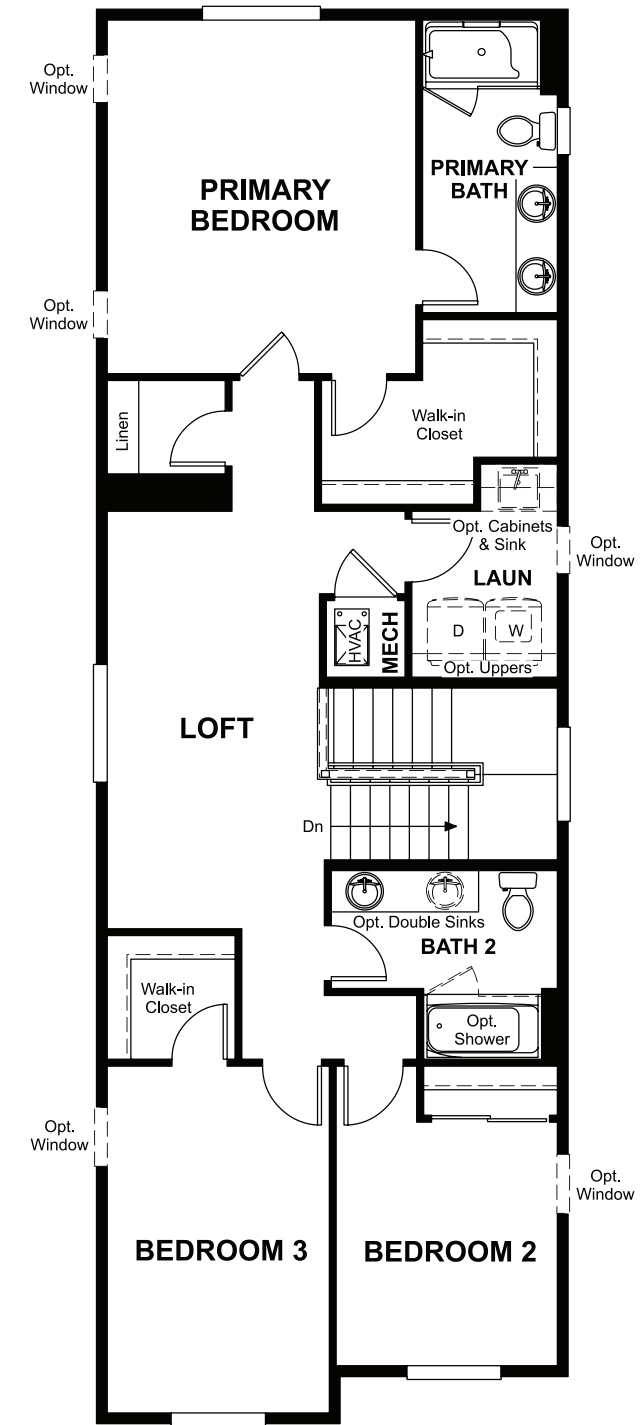 Opt.
Window
PRIMARY
BATH
PRIMARY
BEDROOM
Opt.
Window
Linen
Walk-in
Closet
Opt. Cabinets
& Sink
Opt.
Window
LAUN
HVAC
MECH
D
W
Opt. Uppers
LOFT
Dn
Opt. Double Sinks
BATH 2
Walk-in
Closet
Opt.
Shower
Opt.
Window
Opt.
Window
BEDROOM 3
BEDROOM 2